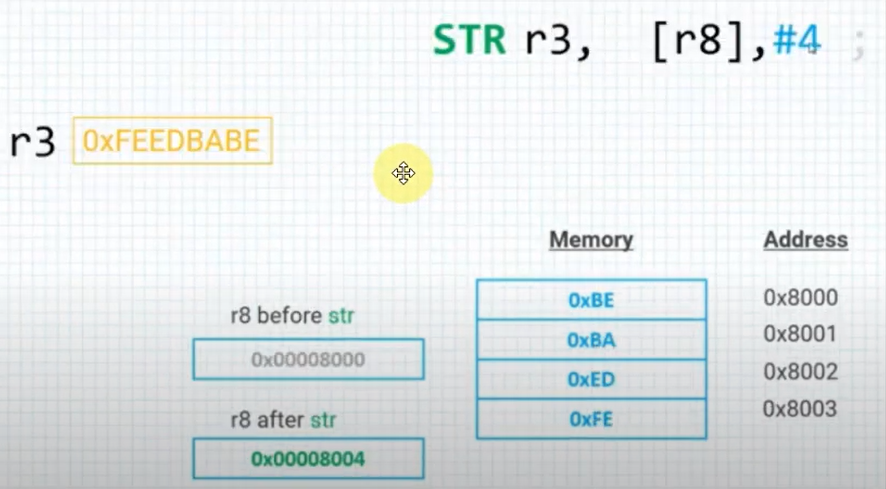 STR r3, [r8],#4 ;
r3 0xFEEDBABE
Memory Address
0xBE 0x8000
r8 before str
0xBA 0x8001
0x00008000
0xED 0x8002
r8 after str
0xFE 0x8003
0x00008004